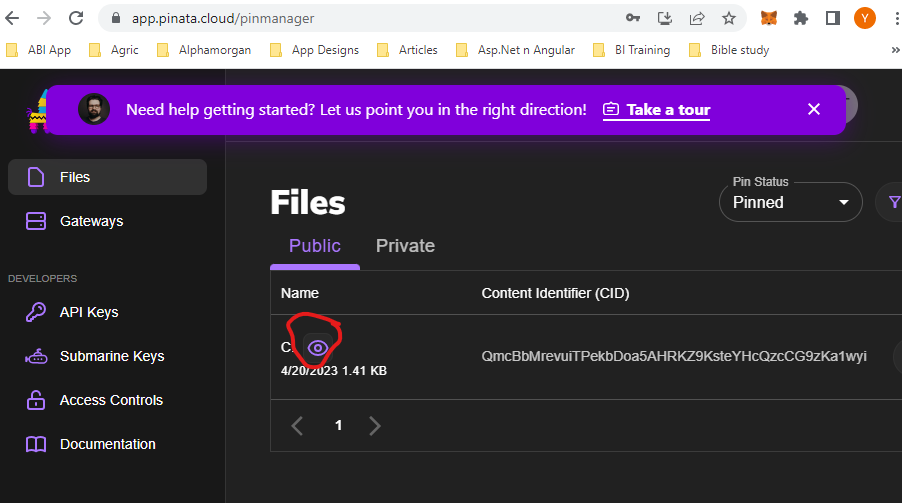 app.pinata.cloud/pinmanager
Y
ABI App Agric Alphamorgan App Designs Articles Asp.Net n Angular BI Training Bible study »
Need help getting started? Let us point you in the right direction! Take a tour
Files
Gateways
DEVELOPERS
API Keys
Submarine Keys
Access Controls
Documentation
Files
Pin Status
Pinned
Public Private
Name Content Identifier (CID)
C
QmcBbMrevuiTPekbDoa5AHRKZ9KsteYHcQzcCG9zKa1wyi
4/20/2023 1.41 KB
1